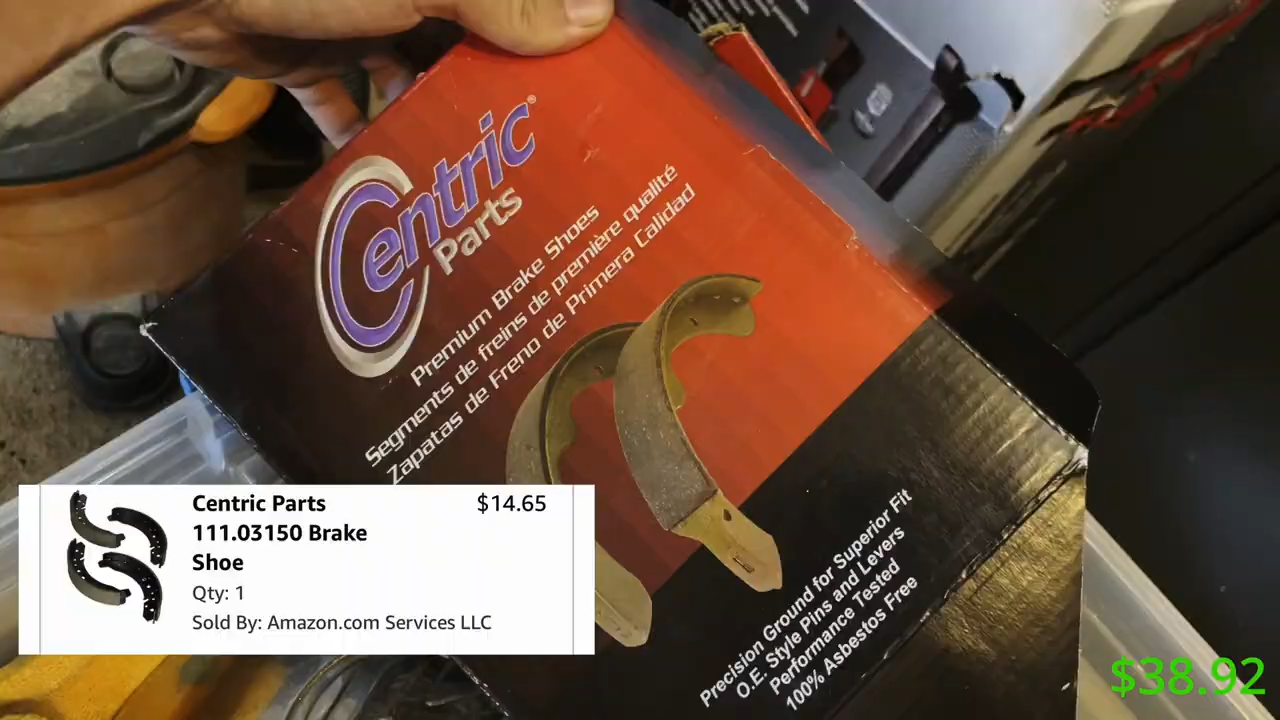 Centric®
Parts
Premium Brake Shoes
Segments de freins de première qualité
Zapatas de Freno de Primera Calidad
Precision Ground for Superior Fit
O.E. Style Pins and Levers
Performance Tested
100% Asbestos Free
Centric Parts $14.65
111.03150 Brake
Shoe
Qty: 1
Sold By: Amazon.com Services LLC
$38.92